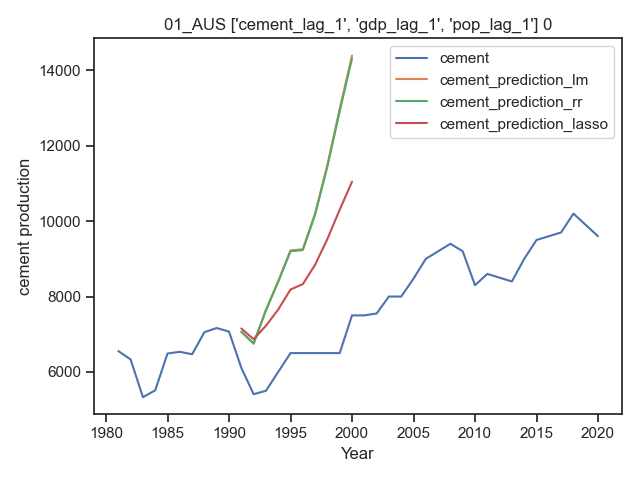 01_AUS ['cement_lag_1', 'gdp_lag_1', 'pop_lag_1'] 0
cement
cement_prediction_lm
cement_prediction_rr
cement_prediction_lasso
14000
12000
10000
8000
6000
cement production
1980 1985 1990 1995 2000 2005 2010 2015 2020
Year